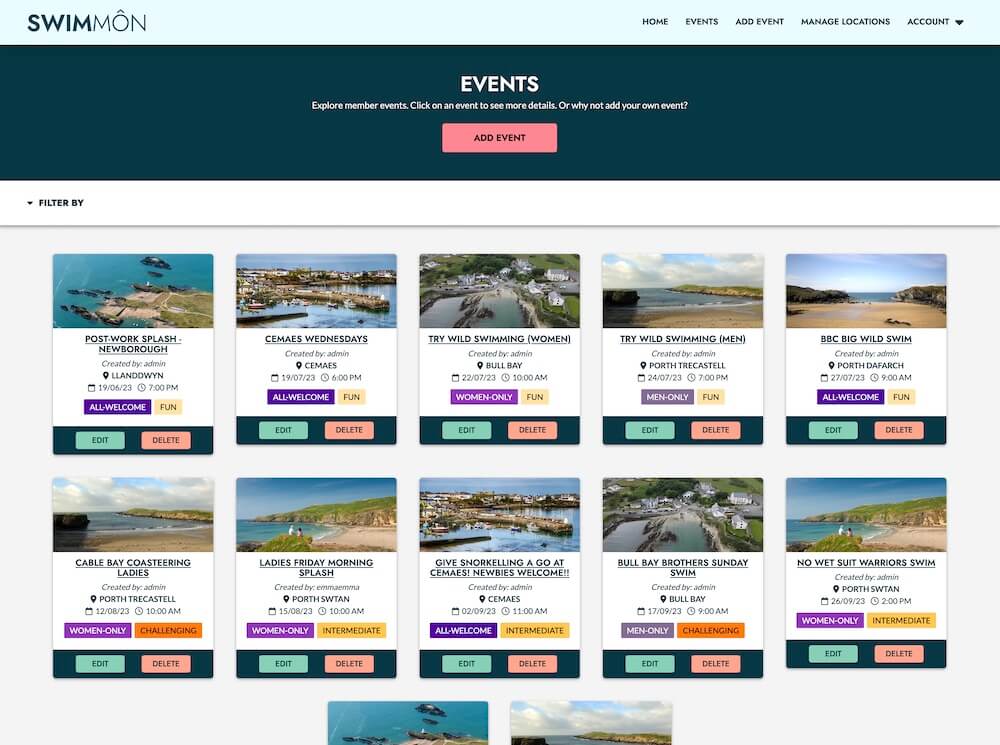 SWIMMÔN
HOME EVENTS ADD EVENT MANAGE LOCATIONS ACCOUNT
EVENTS
Explore member events. Click on an event to see more details. Or why not add your own event?
ADD EVENT
FILTER BY
POST-WORK SPLASH -
NEWBOROUGH
Created by: admin
LLANDDWYN
19/06/23 7:00 PM
ALL-WELCOME FUN
EDIT DELETE
CEMAES WEDNESDAYS
Created by: admin
CEMAES
19/07/23 6:00 PM
ALL-WELCOME FUN
EDIT DELETE
TRY WILD SWIMMING (WOMEN)
Created by: admin
BULL BAY
22/07/23 10:00 AM
WOMEN-ONLY FUN
EDIT DELETE
TRY WILD SWIMMING (MEN)
Created by: admin
PORTH TRECASTELL
24/07/23 7:00 PM
MEN-ONLY FUN
EDIT DELETE
BBC BIG WILD SWIM
Created by: admin
PORTH DAFARCH
27/07/23 9:00 AM
ALL-WELCOME FUN
EDIT DELETE
CABLE BAY COASTEERING
LADIES
Created by: admin
PORTH TRECASTELL
12/08/23 10:00 AM
WOMEN-ONLY CHALLENGING
EDIT DELETE
LADIES FRIDAY MORNING
SPLASH
Created by: emmaemma
PORTH SWTAN
15/08/23 10:00 AM
WOMEN-ONLY INTERMEDIATE
EDIT DELETE
GIVE SNORKELLING A GO AT
CEMAES! NEWBIES WELCOME!!
Created by: admin
CEMAES
02/09/23 11:00 AM
ALL-WELCOME INTERMEDIATE
EDIT DELETE
BULL BAY BROTHERS SUNDAY
SWIM
Created by: admin
BULL BAY
17/09/23 9:00 AM
MEN-ONLY CHALLENGING
EDIT DELETE
NO WET SUIT WARRIORS SWIM
Created by: admin
PORTH SWTAN
26/09/23 2:00 PM
WOMEN-ONLY INTERMEDIATE
EDIT DELETE